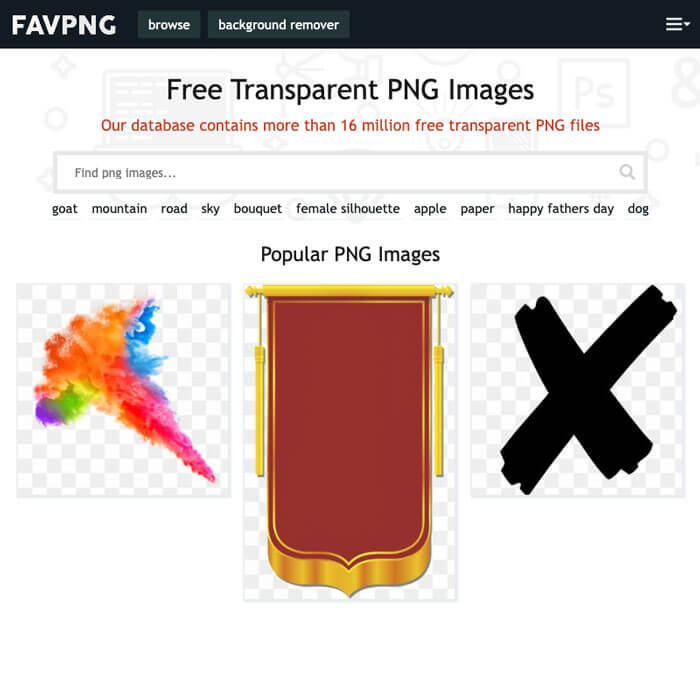 FAVPNG browse background remover
Free Transparent PNG Images
Our database contains more than 16 million free transparent PNG files
Find png images...
goat mountain road sky bouquet female silhouette apple paper happy fathers day dog
Popular PNG Images
Ps
&